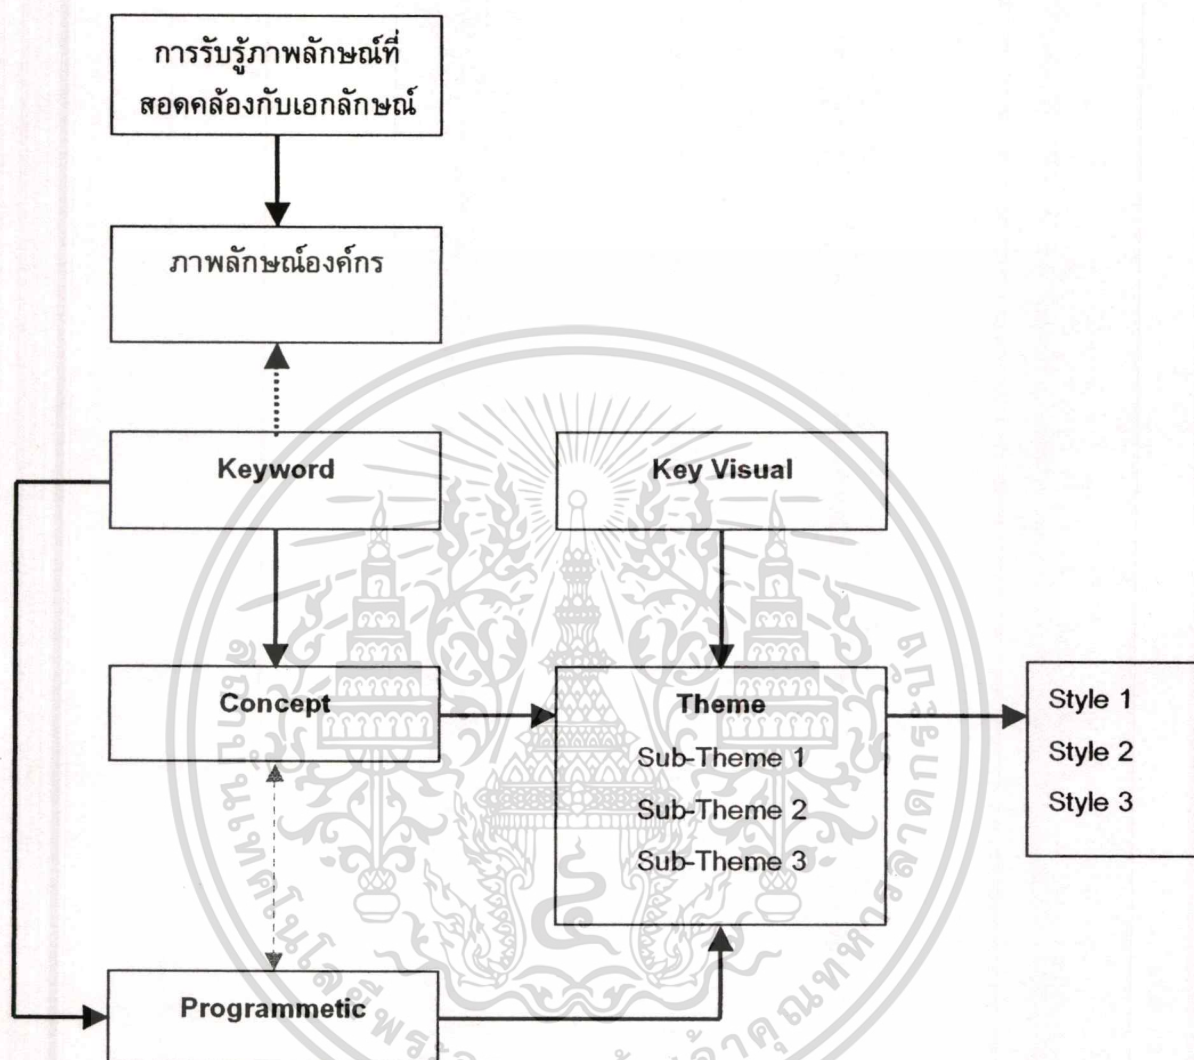 การรับรู้ภาพลักษณ์ที่
สอดคล้องกับเอกลักษณ์
ภาพลักษณ์องค์กร
Keyword
Key Visual
Concept
Theme
Sub-Theme 1
Sub-Theme 2
Sub-Theme 3
Style 1
Style 2
Style 3
Programmetic